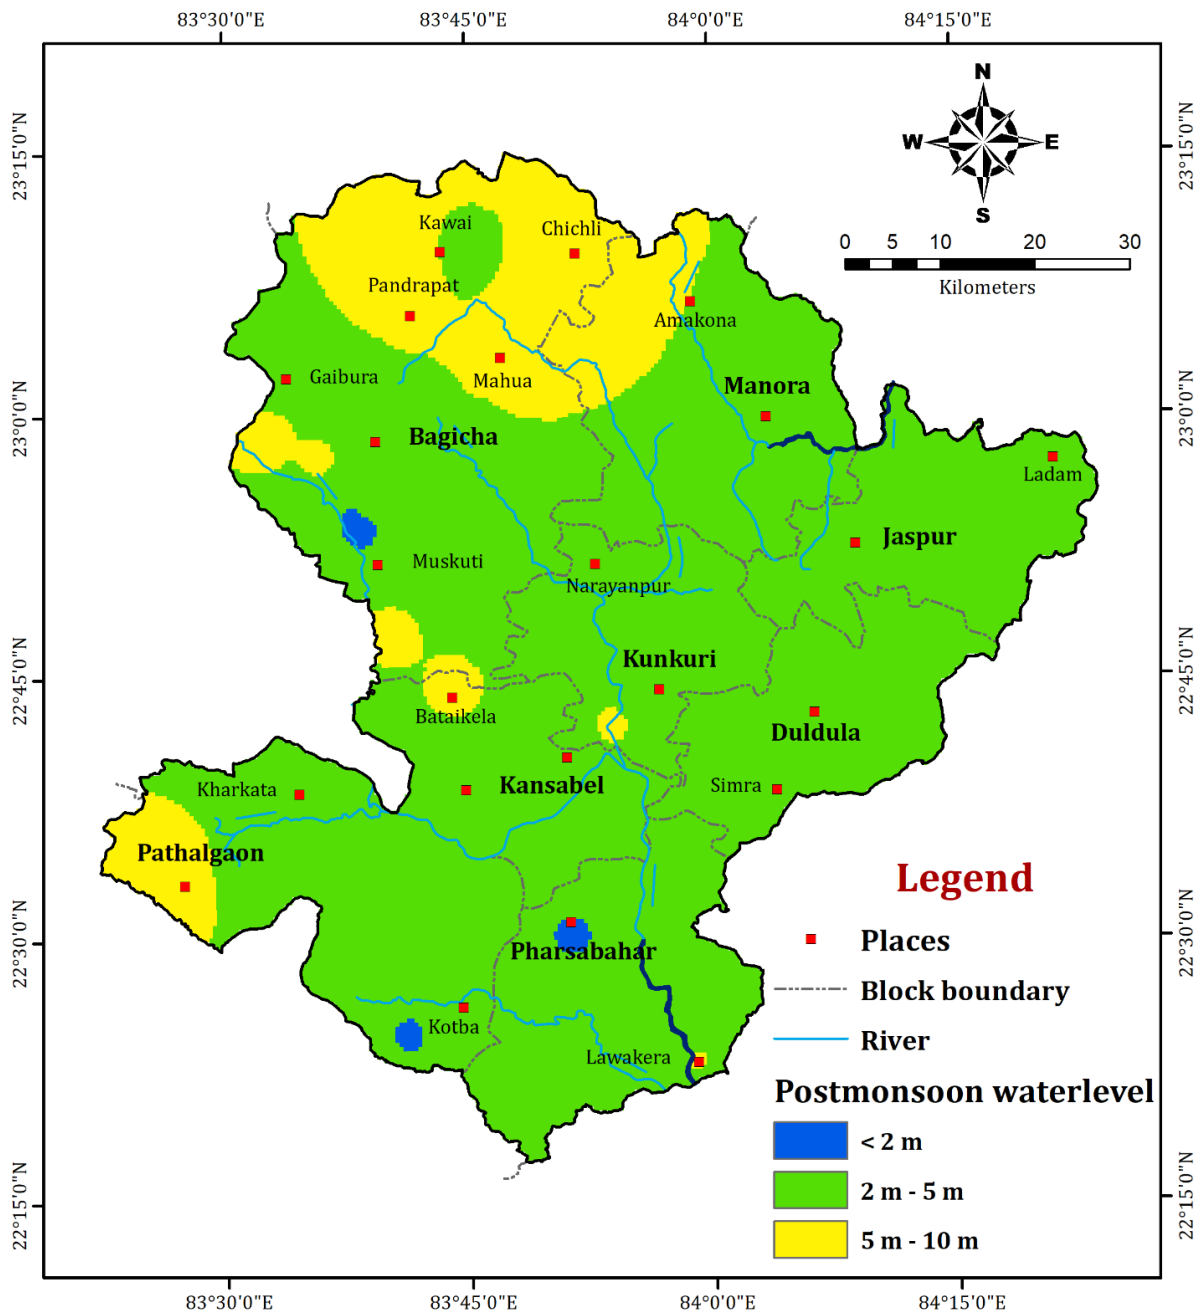 83°30'0"E
83°45'0"E
84°0'0"E
84°15'0"E
N
W
E
S
23°15'0"N
23°15'0"N
Kawai
Chichli
0
5
10
20
30
Kilometers
Pandrapat
Amakona
Gaibura
Mahua
Manora
23°0'0"N
23°0'0"N
Bagicha
Ladam
Jaspur
Muskuti
Narayanpur
Kunkuri
22°45'0"N
22°45'0"N
Bataikela
Duldula
Kharkata
Kansabel
Simra
Pathalgaon
Legend
22°30'0"N
22°30'0"N
Places
Pharsabahar
Block boundary
Kotba
River
Lawakera
Postmonsoon waterlevel
< 2 m
2 m - 5 m
22°15'0"N
22°15'0"N
5 m - 10 m
83°30'0"E
83°45'0"E
84°0'0"E
84°15'0"E